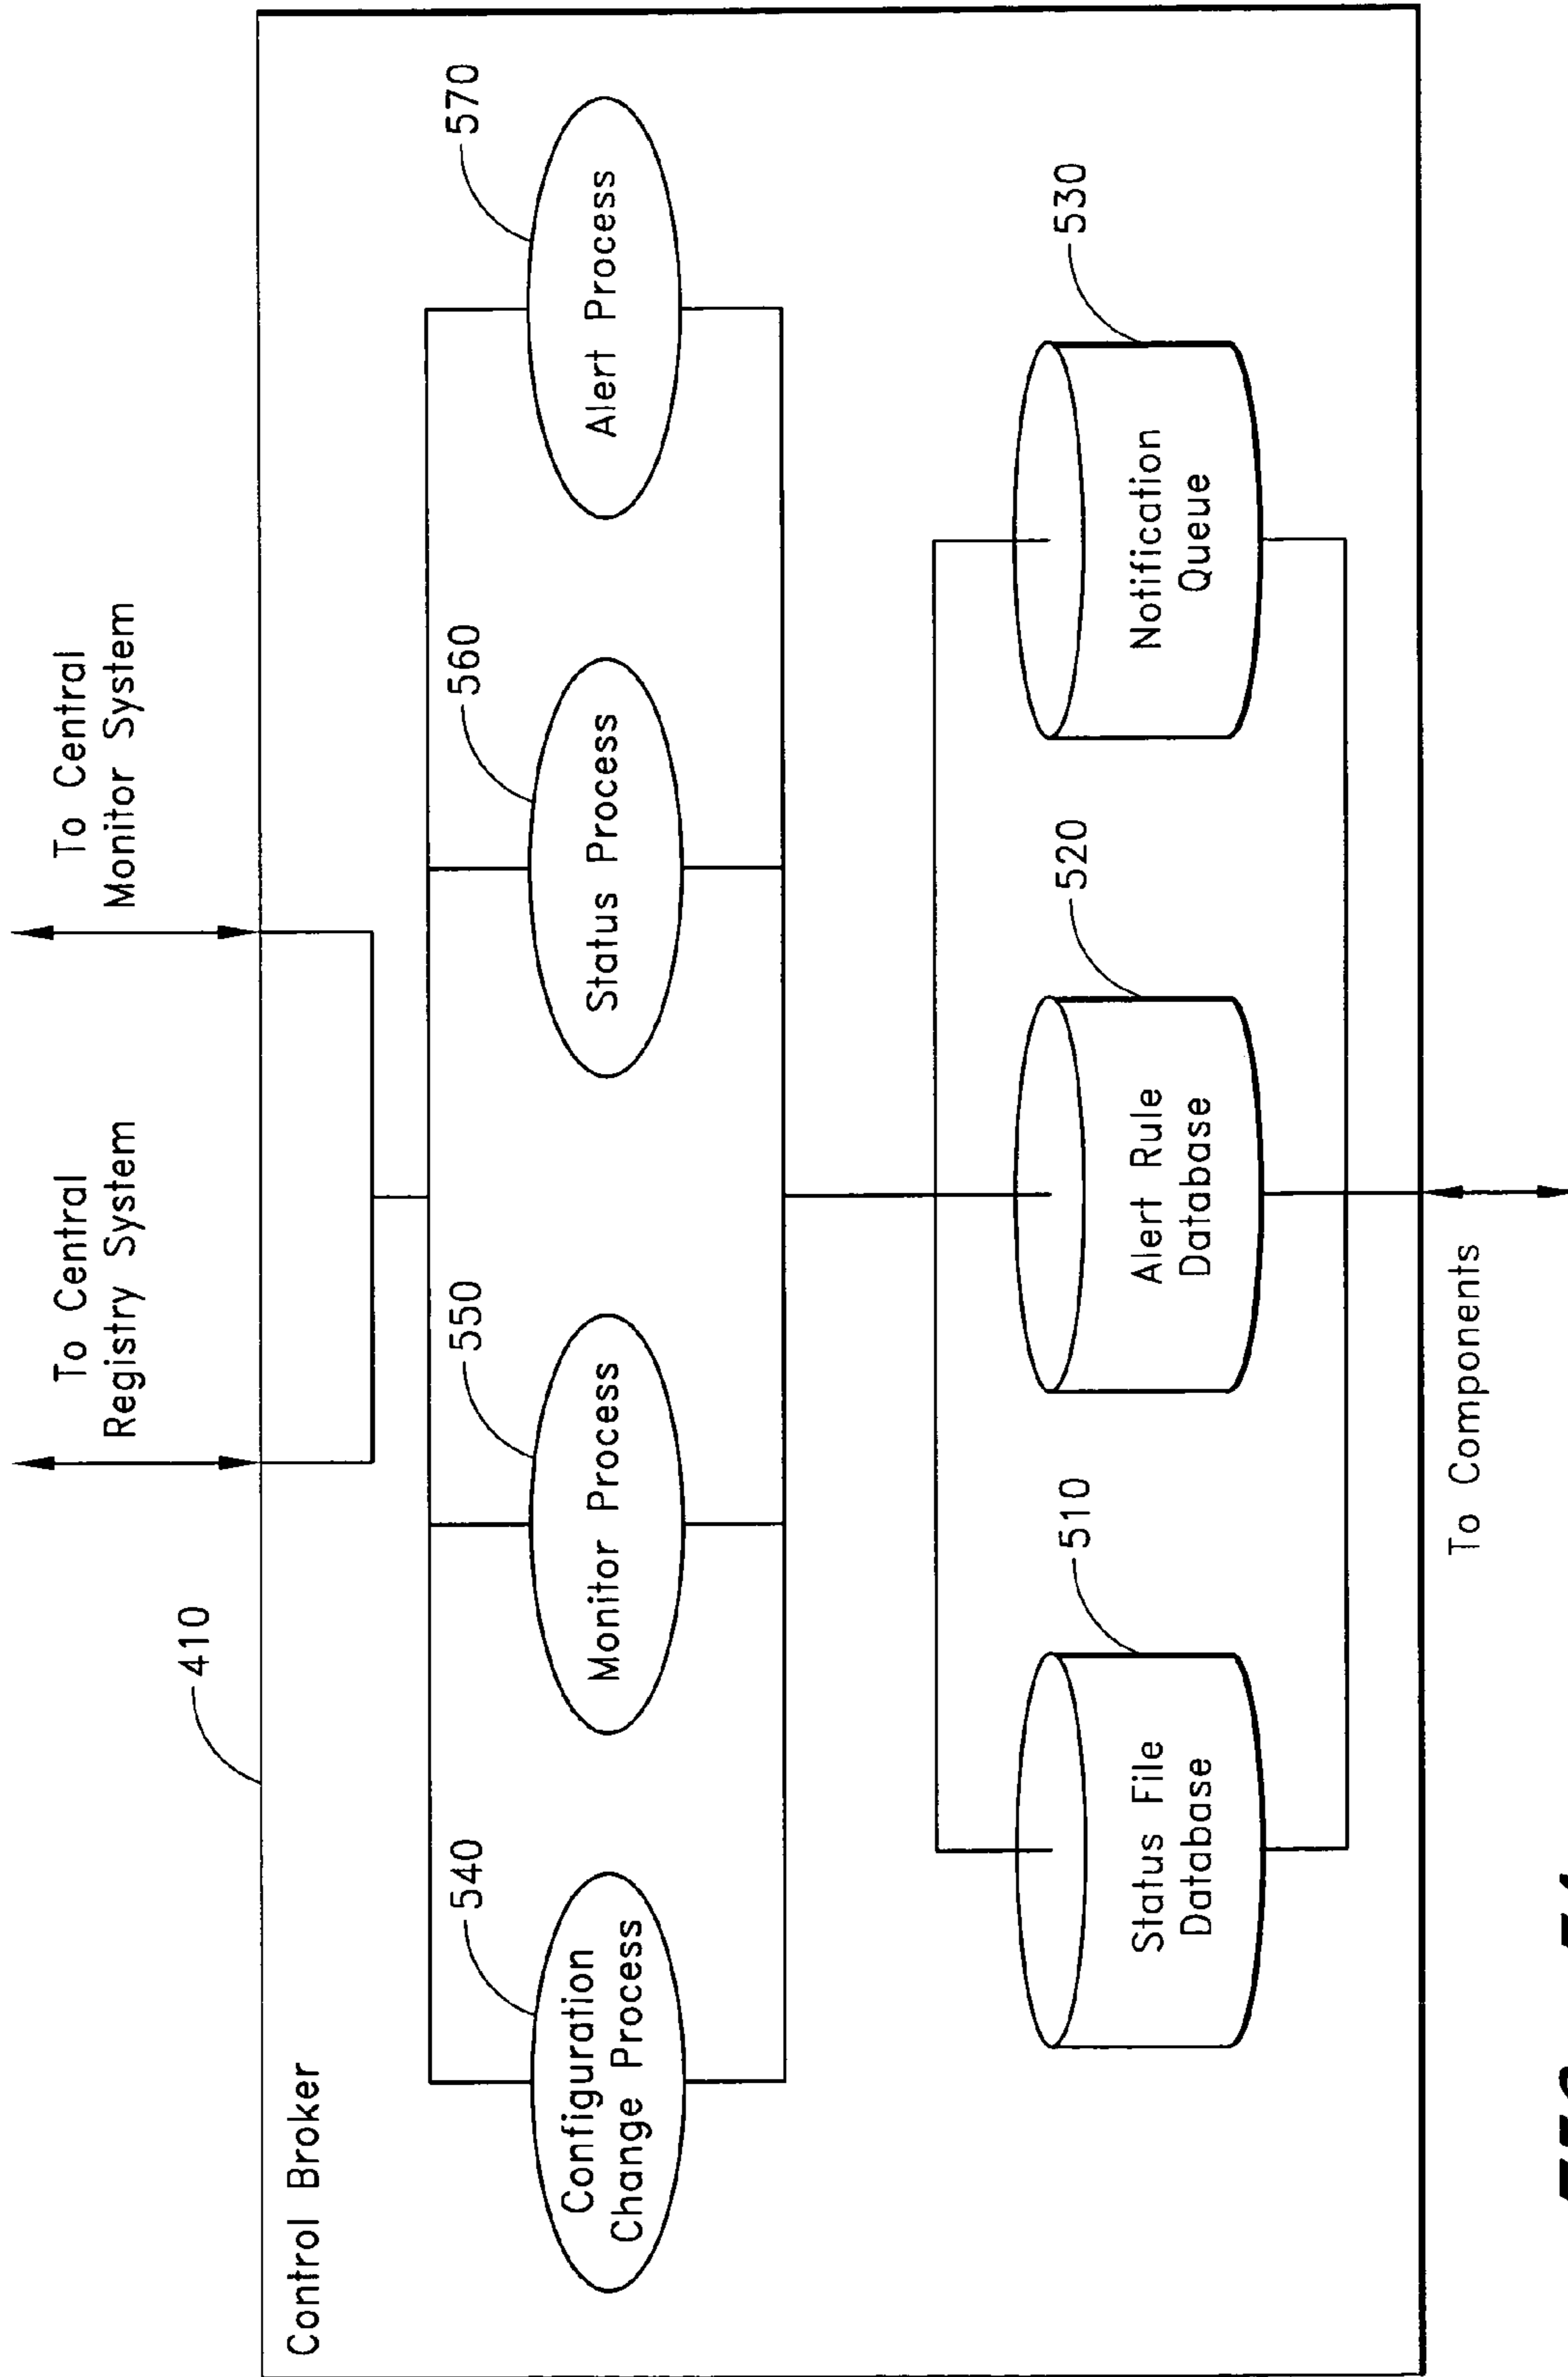 To Central
Registry System
To Central
Monitor System
410
Control Broker
540
550
560
570
Configuration
Change Process
Monitor Process
Status Process
Alert Process
510
520
530
Status File
Database
Alert Rule
Database
Notification
Queue
To Components